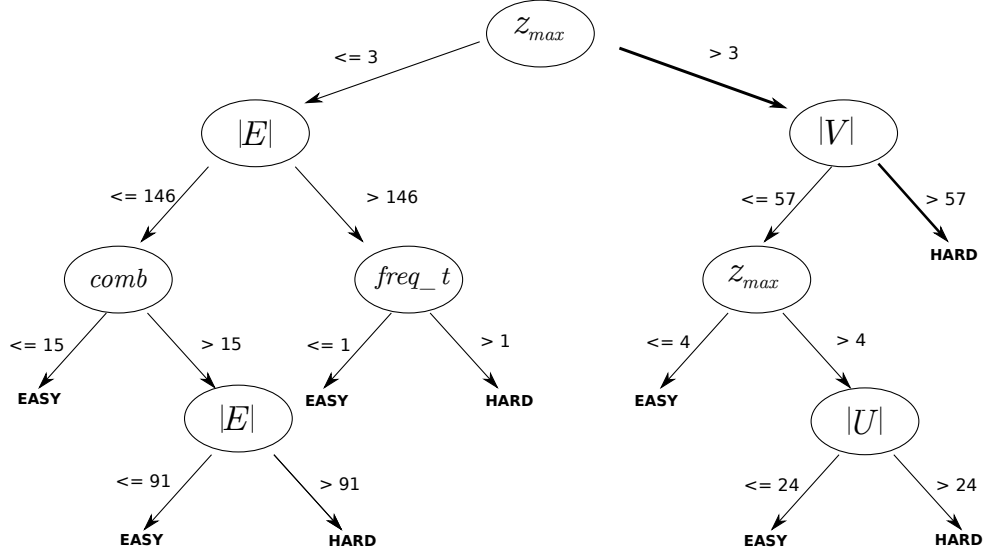 z_max
<= 3
> 3
|E|
|V|
<= 146
> 146
<= 57
> 57
HARD
comb
freq_t
z_max
<= 15
> 15
<= 1
> 1
<= 4
> 4
EASY
EASY
HARD
EASY
|E|
|U|
<= 91
> 91
<= 24
> 24
EASY
HARD
EASY
HARD